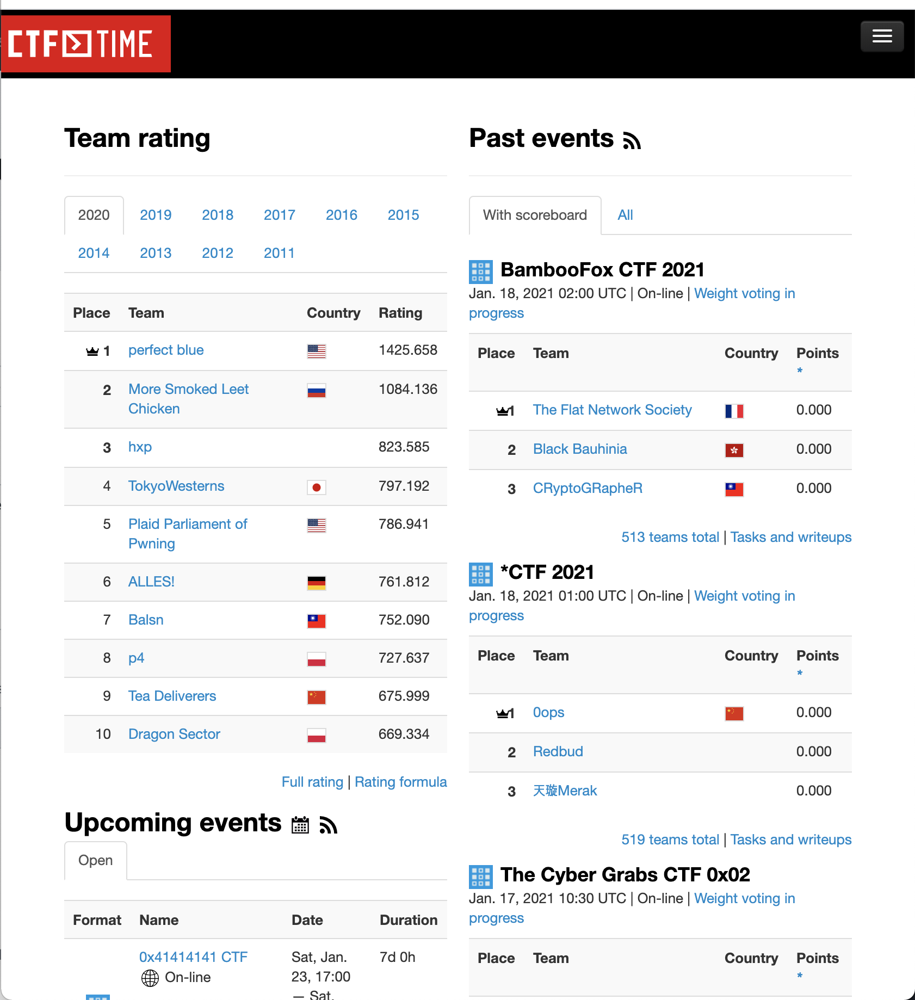 CTF TIME
Team rating
2020 2019 2018 2017 2016 2015
2014 2013 2012 2011
Place Team Country Rating
1 perfect blue 1425.658
2 More Smoked Leet 1084.136
Chicken
3 hxp 823.585
4 TokyoWesterns 797.192
5 Plaid Parliament of 786.941
Pwning
6 ALLES! 761.812
7 Balsn 752.090
8 p4 727.637
9 Tea Deliverers 675.999
10 Dragon Sector 669.334
Full rating | Rating formula
Upcoming events
Open
Format Name Date Duration
0x41414141 CTF Sat, Jan. 7d 0h
On-line 23, 17:00
— Sat,
Past events
With scoreboard All
BambooFox CTF 2021
Jan. 18, 2021 02:00 UTC | On-line | Weight voting in
progress
Place Team Country Points
*
1 The Flat Network Society 0.000
2 Black Bauhinia 0.000
3 CRyptoGRapheR 0.000
513 teams total | Tasks and writeups
*CTF 2021
Jan. 18, 2021 01:00 UTC | On-line | Weight voting in
progress
Place Team Country Points
*
1 0ops 0.000
2 Redbud 0.000
3 天璇Merak 0.000
519 teams total | Tasks and writeups
The Cyber Grabs CTF 0x02
Jan. 17, 2021 10:30 UTC | On-line | Weight voting in
progress
Place Team Country Points
*